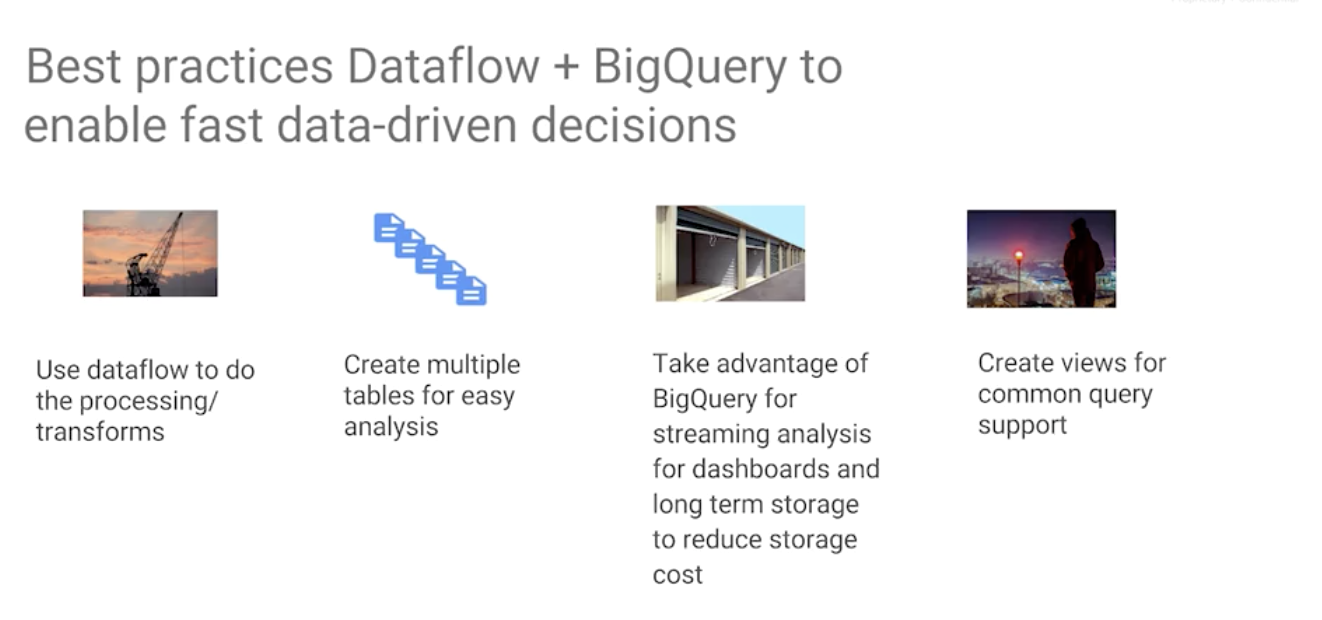 Best practices Dataflow + BigQuery to
enable fast data-driven decisions
Use dataflow to do
the processing/
transforms
Create multiple
tables for easy
analysis
Take advantage of
BigQuery for
streaming analysis
for dashboards and
long term storage
to reduce storage
cost
Create views for
common query
support